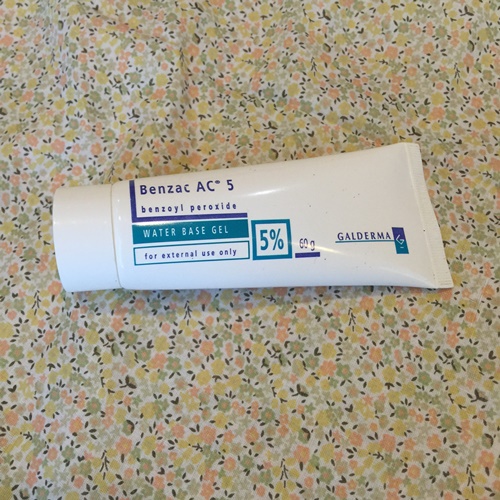 Benzac AC® 5
benzoyl peroxide
WATER BASE GEL
for external use only
5%
60 g
GALDERMA